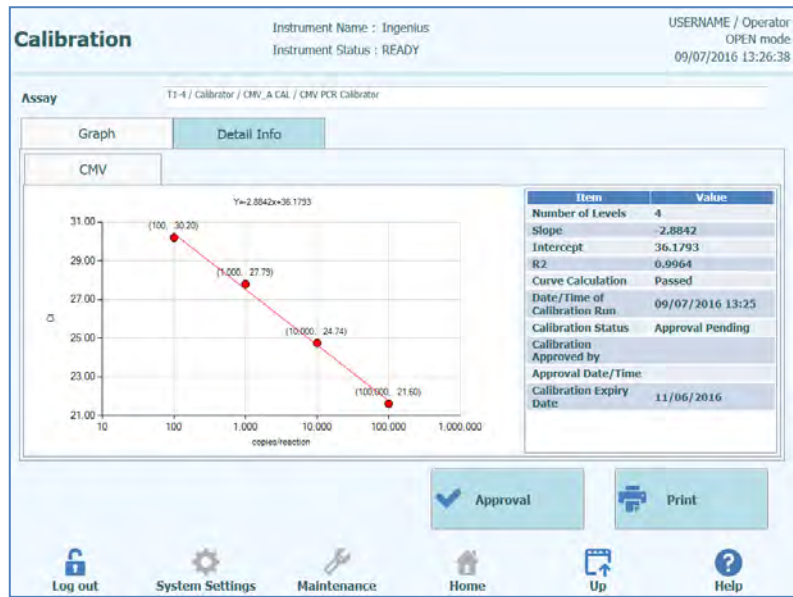 Calibration
Instrument Name : Ingenius
Instrument Status : READY
USERNAME / Operator
OPEN mode
09/07/2016 13:26:38
Assay
T1-4 / Calibrator / CMV_A CAL / CMV PCR Calibrator
Graph
Detail Info
CMV
Y=-2.8842x+36.1793
31.00
29.00
27.00
25.00
23.00
21.00
Ct
(100, 30.20)
(1.000, 27.79)
(10.000, 24.74)
(100.000, 21.60)
10
100
1.000
10.000
100.000
1.000.000
copies/reaction
Item Value
Number of Levels 4
Slope -2.8842
Intercept 36.1793
R2 0.9964
Curve Calculation Passed
Date/Time of
Calibration Run 09/07/2016 13:25
Calibration Status Approval Pending
Calibration
Approved by
Approval Date/Time
Calibration Expiry
Date 11/06/2016
Approval
Print
Log out
System Settings
Maintenance
Home
Up
Help